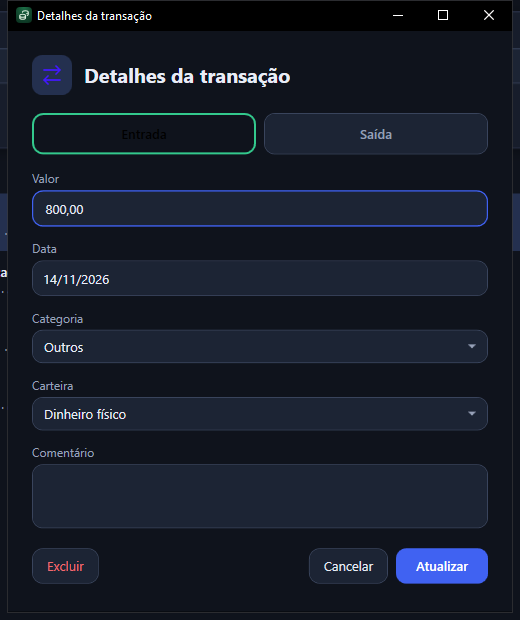 Detalhes da transação
Detalhes da transação
Entrada
Saída
Valor
800,00
Data
14/11/2026
Categoria
Outros
Carteira
Dinheiro físico
Comentário
Excluir
Cancelar
Atualizar